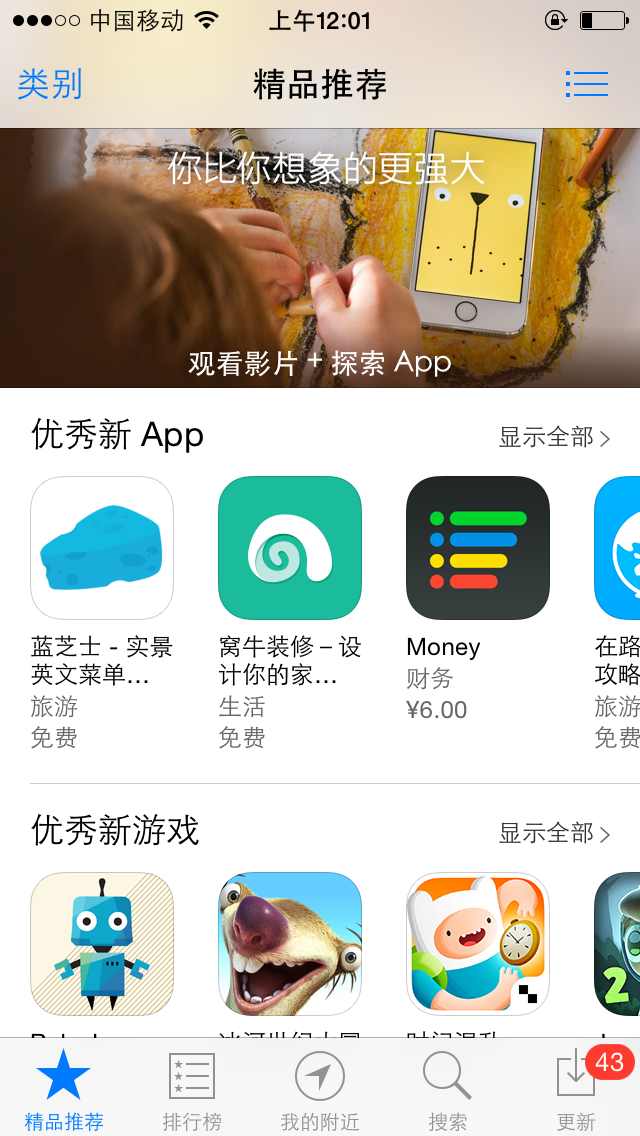 中国移动 上午12:01
类别 精品推荐
你比你想象的更强大
观看影片 + 探索 App
优秀新 App 显示全部
蓝芝士 - 实景 窝牛装修 – 设 Money 在路
英文菜单... 计你的家... 财务 攻略
旅游 生活 ¥6.00 旅游
免费 免费 免费
优秀新游戏 显示全部
2
精品推荐 排行榜 我的附近 搜索 更新 43